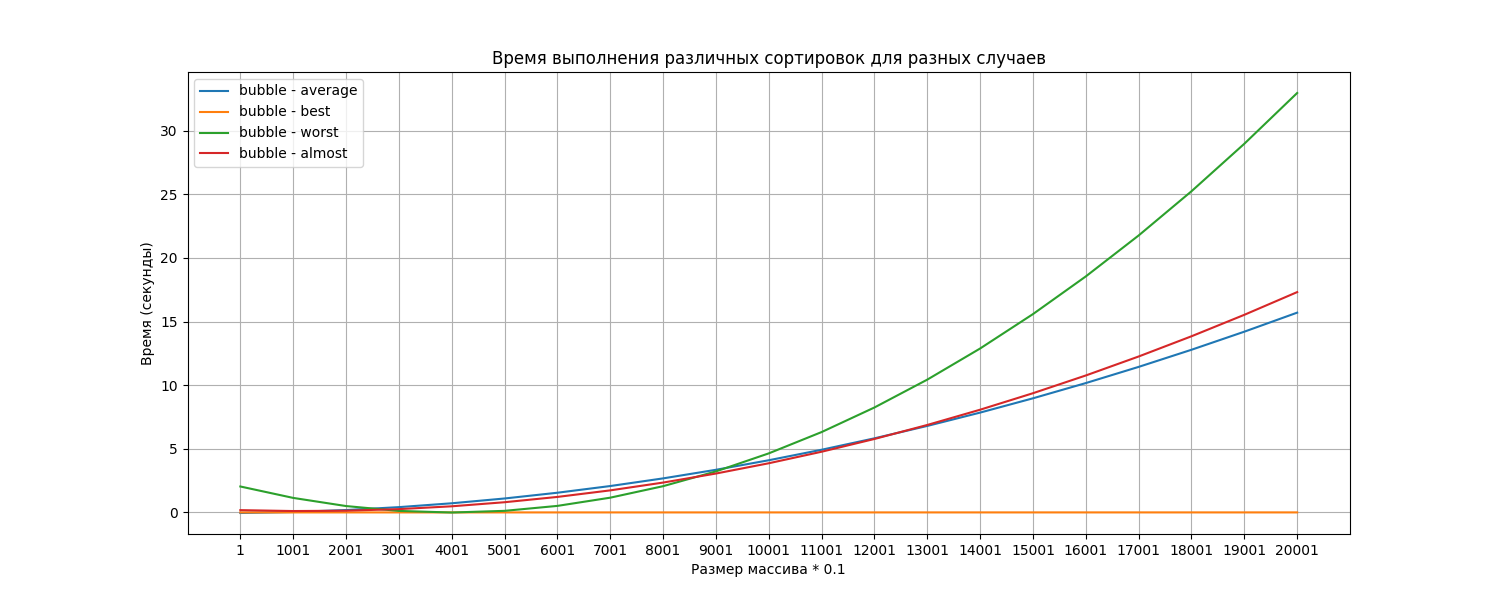 Время выполнения различных сортировок для разных случаев
bubble - average
bubble - best
bubble - worst
bubble - almost
30
25
20
15
10
5
0
Время (секунды)
1 1001 2001 3001 4001 5001 6001 7001 8001 9001 10001 11001 12001 13001 14001 15001 16001 17001 18001 19001 20001
Размер массива * 0.1